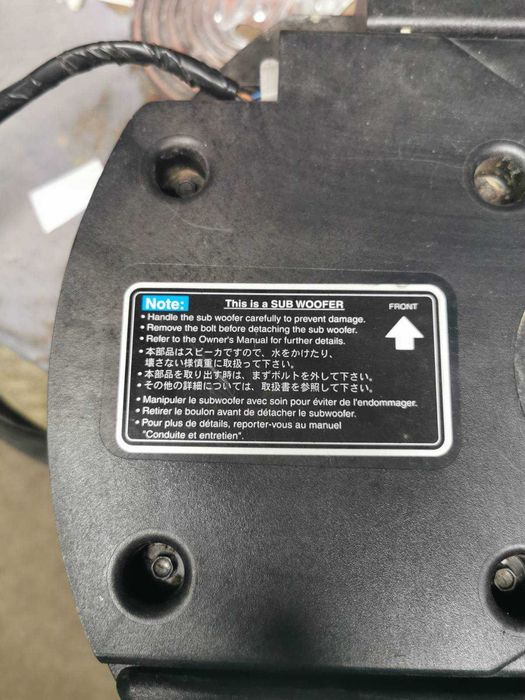 Note: This is a SUB WOOFER
FRONT
• Handle the sub woofer carefully to prevent damage.
• Remove the bolt before detaching the sub woofer.
• Refer to the Owner's Manual for further details.
• 本部品はスピーカですので、水をかけたり、
壊さない様慎重に取扱って下さい。
• 本部品を取り出す時は、まずボルトを外して下さい。
• その他の詳細については、取扱書を参照して下さい。
• Manipuler le subwoofer avec soin pour éviter de l'endommager.
• Retirer le boulon avant de détacher le subwoofer.
• Pour plus de détails, reporter-vous au manuel
"Conduite et entretien".